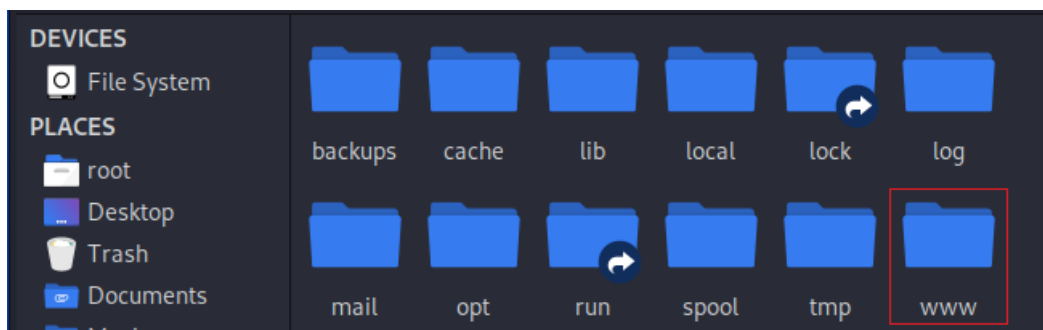 DEVICES
File System
PLACES
root
Desktop
Trash
Documents
backups cache lib local lock log
mail opt run spool tmp www